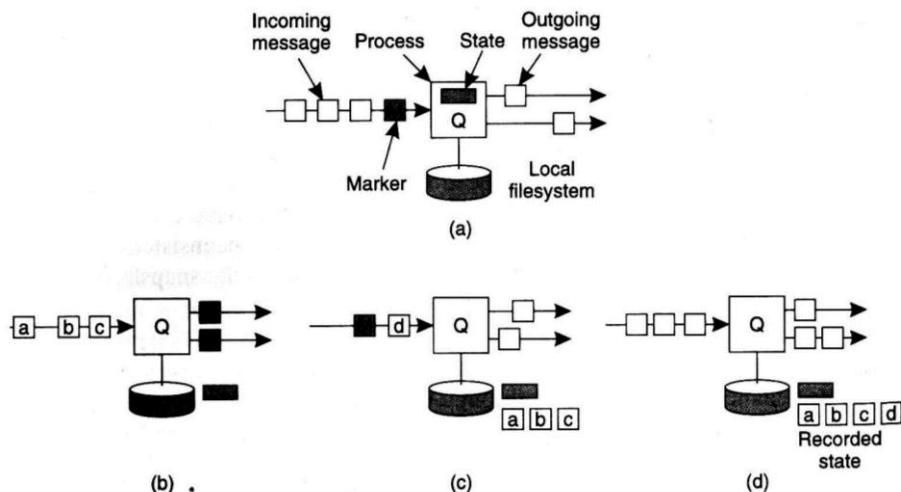 Incoming message
Process
State
Outgoing message
Q
Marker
Local filesystem
(a)
a b c
Q
(b)
d
Q
a b c
(c)
Q
a b c d
Recorded state
(d)